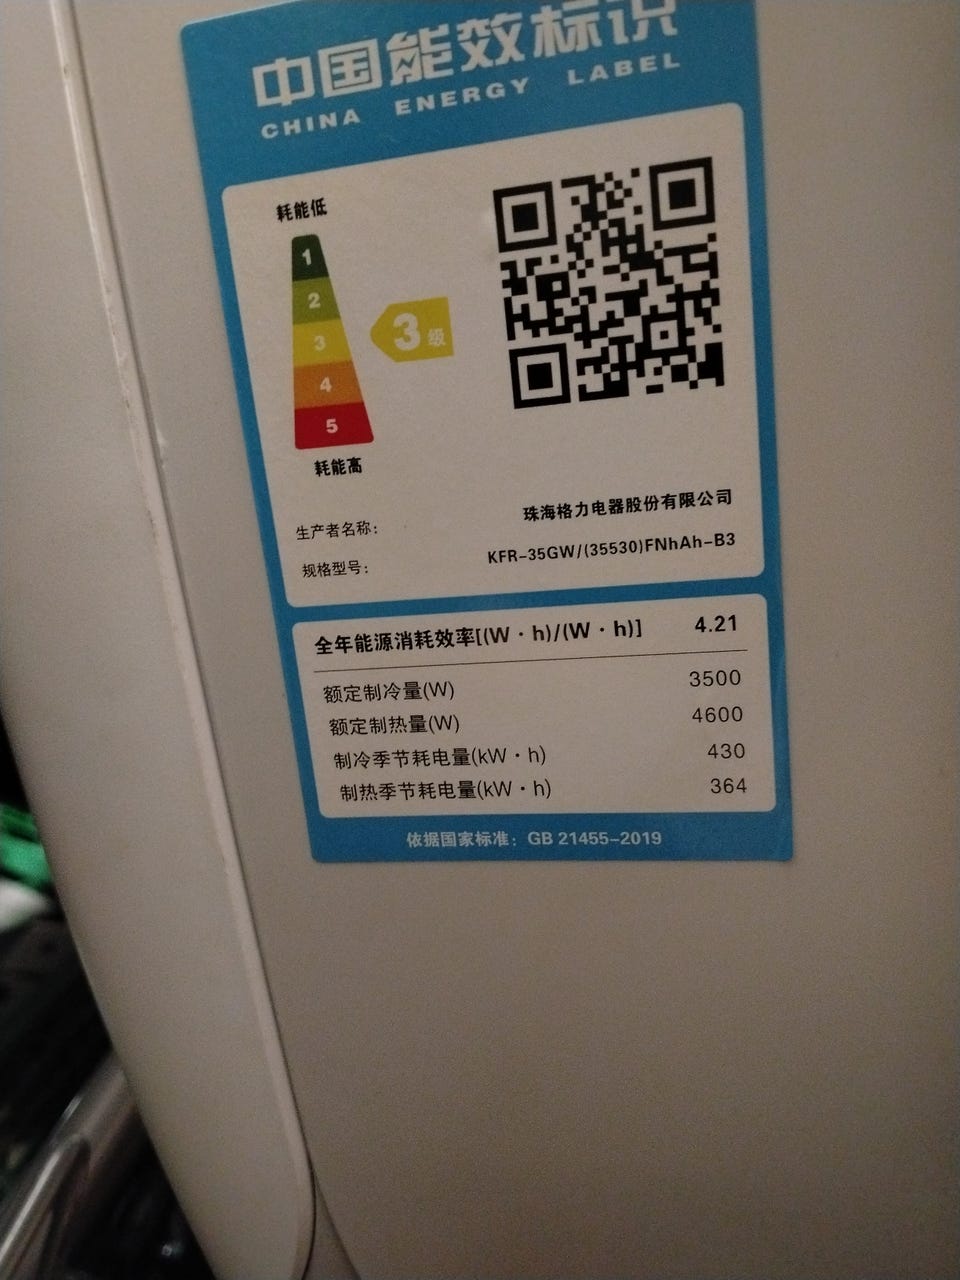 中国能效标识
CHINA ENERGY LABEL
耗能低
1
2
3
4
5
3级
耗能高
生产者名称: 珠海格力电器股份有限公司
规格型号: KFR-35GW/(35530)FNhAh-B3
全年能源消耗效率[(W·h)/(W·h)] 4.21
额定制冷量(W) 3500
额定制热量(W) 4600
制冷季节耗电量(kW·h) 430
制热季节耗电量(kW·h) 364
依据国家标准: GB 21455-2019